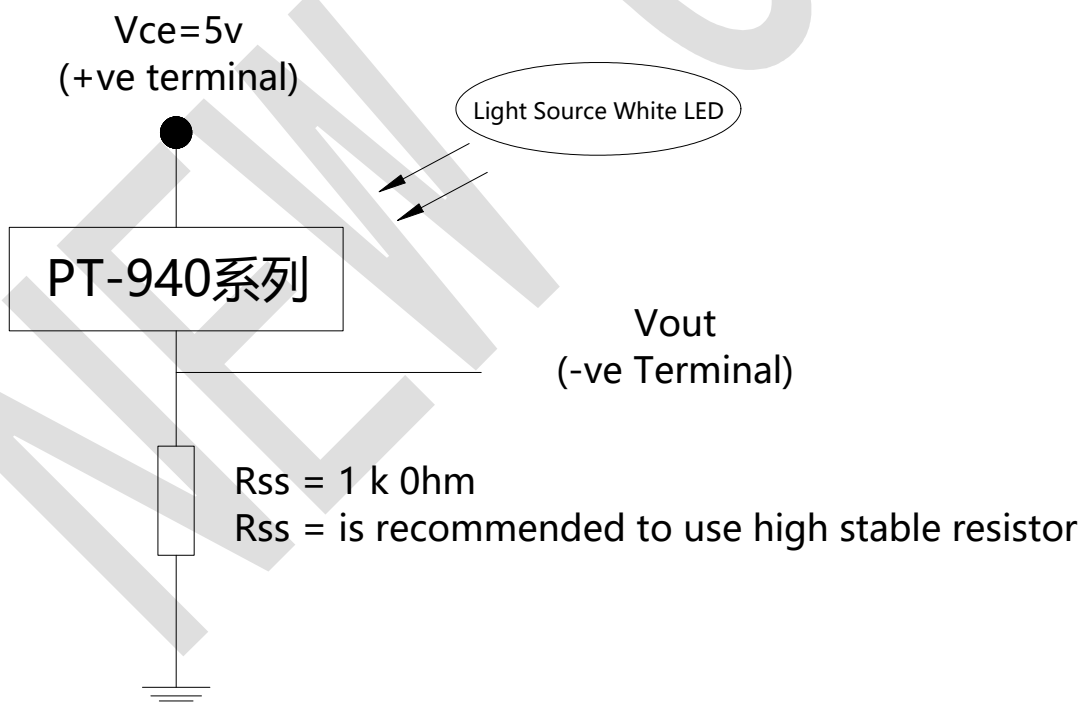 Vce=5v
(+ve terminal)
Light Source White LED
PT-940系列
Vout
(-ve Terminal)
Rss = 1 k 0hm
Rss = is recommended to use high stable resistor
NEW